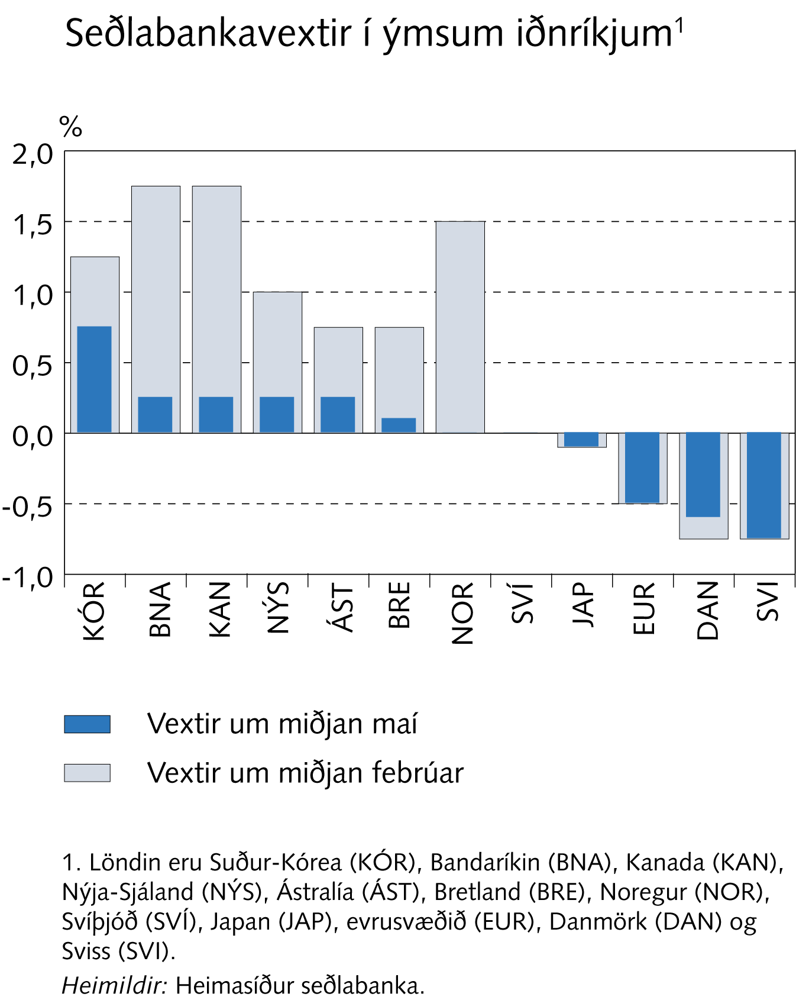 Seðlabankavextir í ýmsum iðnríkjum¹
%
2,0
1,5
1,0
0,5
0,0
-0,5
-1,0
KÓR
BNA
KAN
NÝS
ÁST
BRE
NOR
SVÍ
JAP
EUR
DAN
SVI
Vextir um miðjan maí
Vextir um miðjan febrúar
1. Löndin eru Suður-Kórea (KÓR), Bandaríkin (BNA), Kanada (KAN),
Nýja-Sjáland (NÝS), Ástralía (ÁST), Bretland (BRE), Noregur (NOR),
Svíþjóð (SVÍ), Japan (JAP), evrusvæðið (EUR), Danmörk (DAN) og
Sviss (SVI).
Heimildir: Heimasíður seðlabanka.